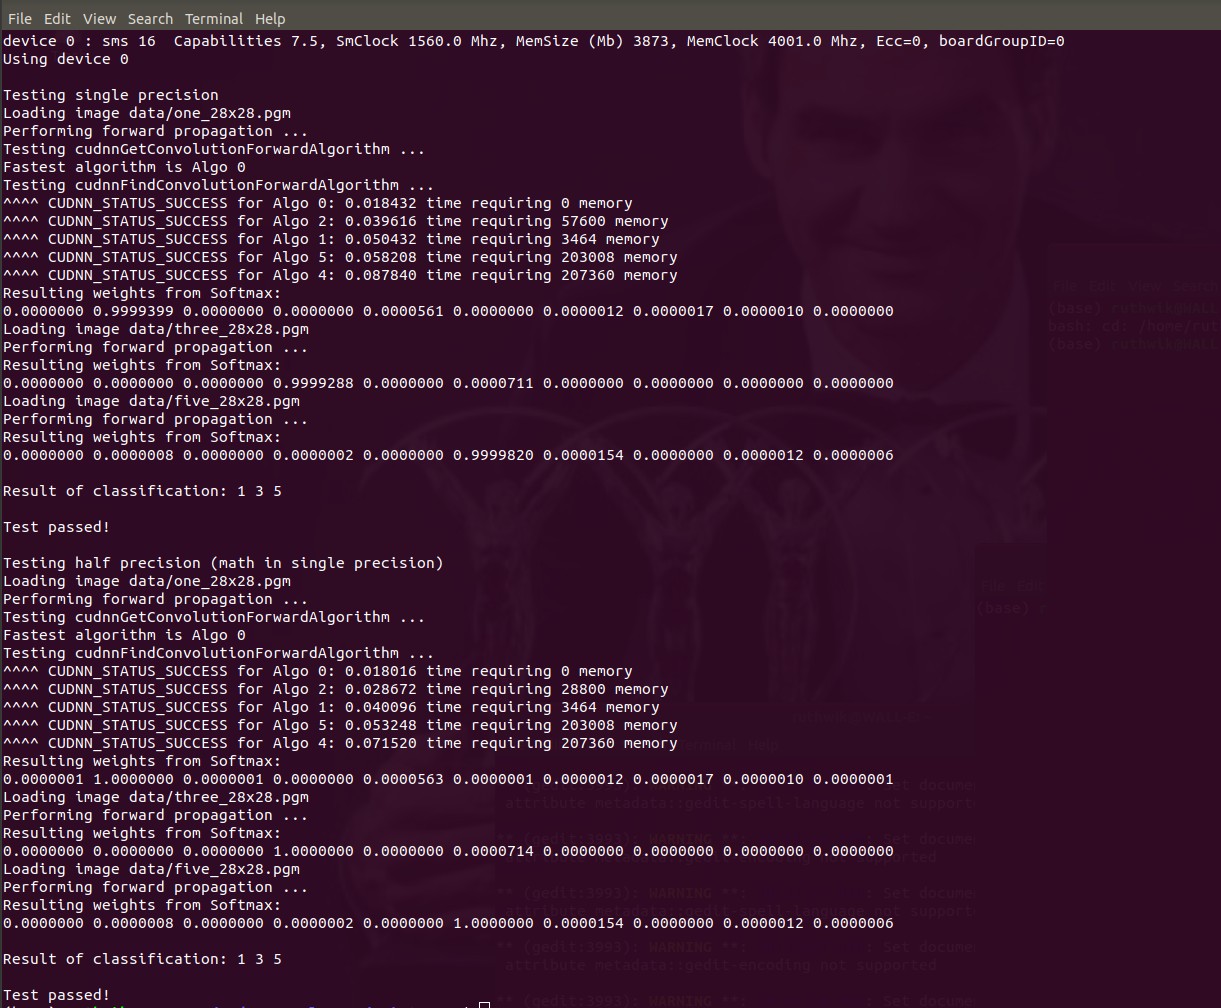 File Edit View Search Terminal Help
device 0 : sms 16  Capabilities 7.5, SmClock 1560.0 Mhz, MemSize (Mb) 3873, MemClock 4001.0 Mhz, Ecc=0, boardGroupID=0
Using device 0
Testing single precision
Loading image data/one_28x28.pgm
Performing forward propagation ...
Testing cudnnGetConvolutionForwardAlgorithm ...
Fastest algorithm is Algo 0
Testing cudnnFindConvolutionForwardAlgorithm ...
^^^^ CUDNN_STATUS_SUCCESS for Algo 0: 0.018432 time requiring 0 memory
^^^^ CUDNN_STATUS_SUCCESS for Algo 2: 0.039616 time requiring 57600 memory
^^^^ CUDNN_STATUS_SUCCESS for Algo 1: 0.050432 time requiring 3464 memory
^^^^ CUDNN_STATUS_SUCCESS for Algo 5: 0.058208 time requiring 203008 memory
^^^^ CUDNN_STATUS_SUCCESS for Algo 4: 0.087840 time requiring 207360 memory
Resulting weights from Softmax:
0.0000000 0.9999399 0.0000000 0.0000000 0.0000561 0.0000000 0.0000012 0.0000017 0.0000010 0.0000000
Loading image data/three_28x28.pgm
Performing forward propagation ...
Resulting weights from Softmax:
0.0000000 0.0000000 0.0000000 0.9999288 0.0000000 0.0000711 0.0000000 0.0000000 0.0000000 0.0000000
Loading image data/five_28x28.pgm
Performing forward propagation ...
Resulting weights from Softmax:
0.0000000 0.0000008 0.0000000 0.0000002 0.0000000 0.9999820 0.0000154 0.0000000 0.0000012 0.0000006
Result of classification: 1 3 5
Test passed!
Testing half precision (math in single precision)
Loading image data/one_28x28.pgm
Performing forward propagation ...
Testing cudnnGetConvolutionForwardAlgorithm ...
Fastest algorithm is Algo 0
Testing cudnnFindConvolutionForwardAlgorithm ...
^^^^ CUDNN_STATUS_SUCCESS for Algo 0: 0.018016 time requiring 0 memory
^^^^ CUDNN_STATUS_SUCCESS for Algo 2: 0.028672 time requiring 28800 memory
^^^^ CUDNN_STATUS_SUCCESS for Algo 1: 0.040096 time requiring 3464 memory
^^^^ CUDNN_STATUS_SUCCESS for Algo 5: 0.053248 time requiring 203008 memory
^^^^ CUDNN_STATUS_SUCCESS for Algo 4: 0.071520 time requiring 207360 memory
Resulting weights from Softmax:
0.0000001 1.0000000 0.0000001 0.0000000 0.0000563 0.0000001 0.0000012 0.0000017 0.0000010 0.0000001
Loading image data/three_28x28.pgm
Performing forward propagation ...
Resulting weights from Softmax:
0.0000000 0.0000000 0.0000000 1.0000000 0.0000000 0.0000714 0.0000000 0.0000000 0.0000000 0.0000000
Loading image data/five_28x28.pgm
Performing forward propagation ...
Resulting weights from Softmax:
0.0000000 0.0000008 0.0000000 0.0000002 0.0000000 1.0000000 0.0000154 0.0000000 0.0000012 0.0000006
Result of classification: 1 3 5
Test passed!